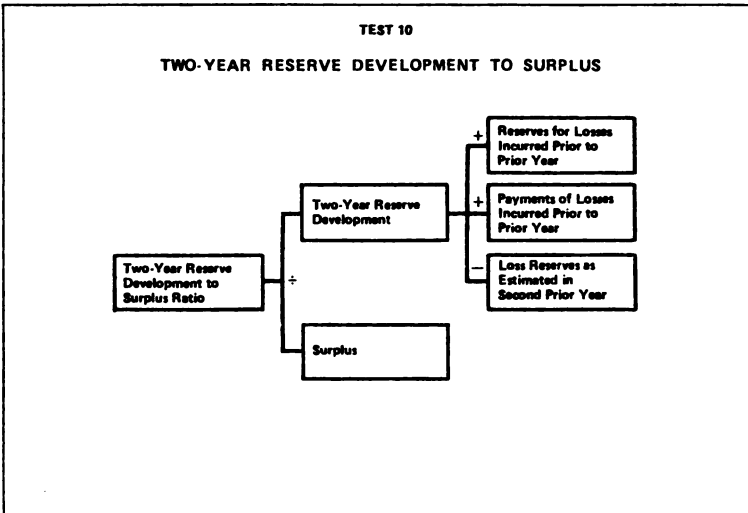 TEST 10
TWO-YEAR RESERVE DEVELOPMENT TO SURPLUS
+
Reserves for Losses
Incurred Prior to
Prior Year
Two-Year Reserve
Development
+
Payments of Losses
Incurred Prior to
Prior Year
Two-Year Reserve
Development to
Surplus Ratio
÷
−
Loss Reserves as
Estimated in
Second Prior Year
Surplus